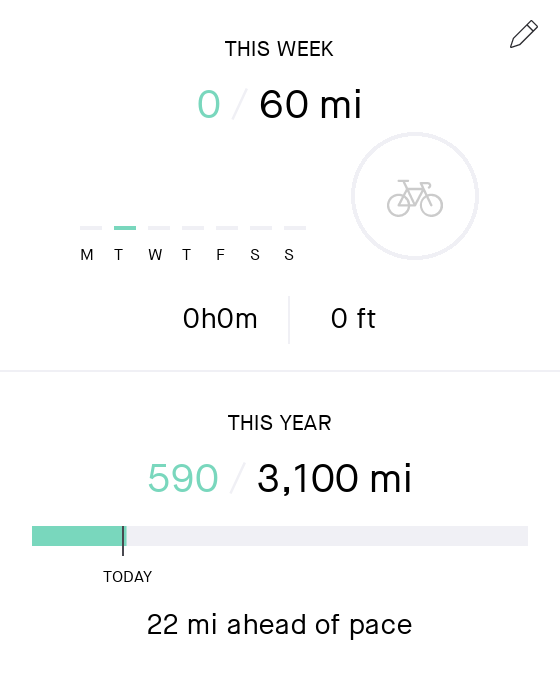 THIS WEEK
0 / 60 mi
M T W T F S S
0h0m 0 ft
THIS YEAR
590 / 3,100 mi
TODAY
22 mi ahead of pace